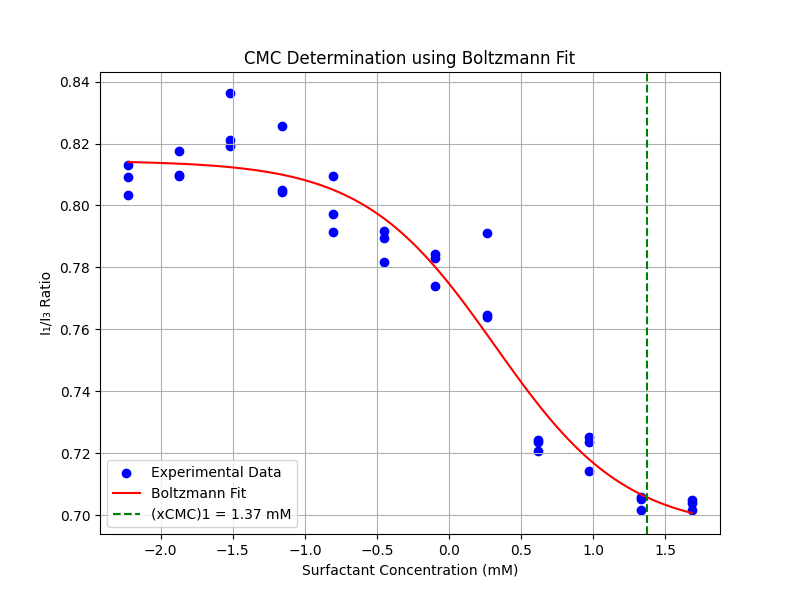 CMC Determination using Boltzmann Fit
0.84
0.82
0.80
0.78
0.76
0.74
0.72
0.70
I₁/I₃ Ratio
Experimental Data
Boltzmann Fit
(xCMC)1 = 1.37 mM
−2.0 −1.5 −1.0 −0.5 0.0 0.5 1.0 1.5
Surfactant Concentration (mM)